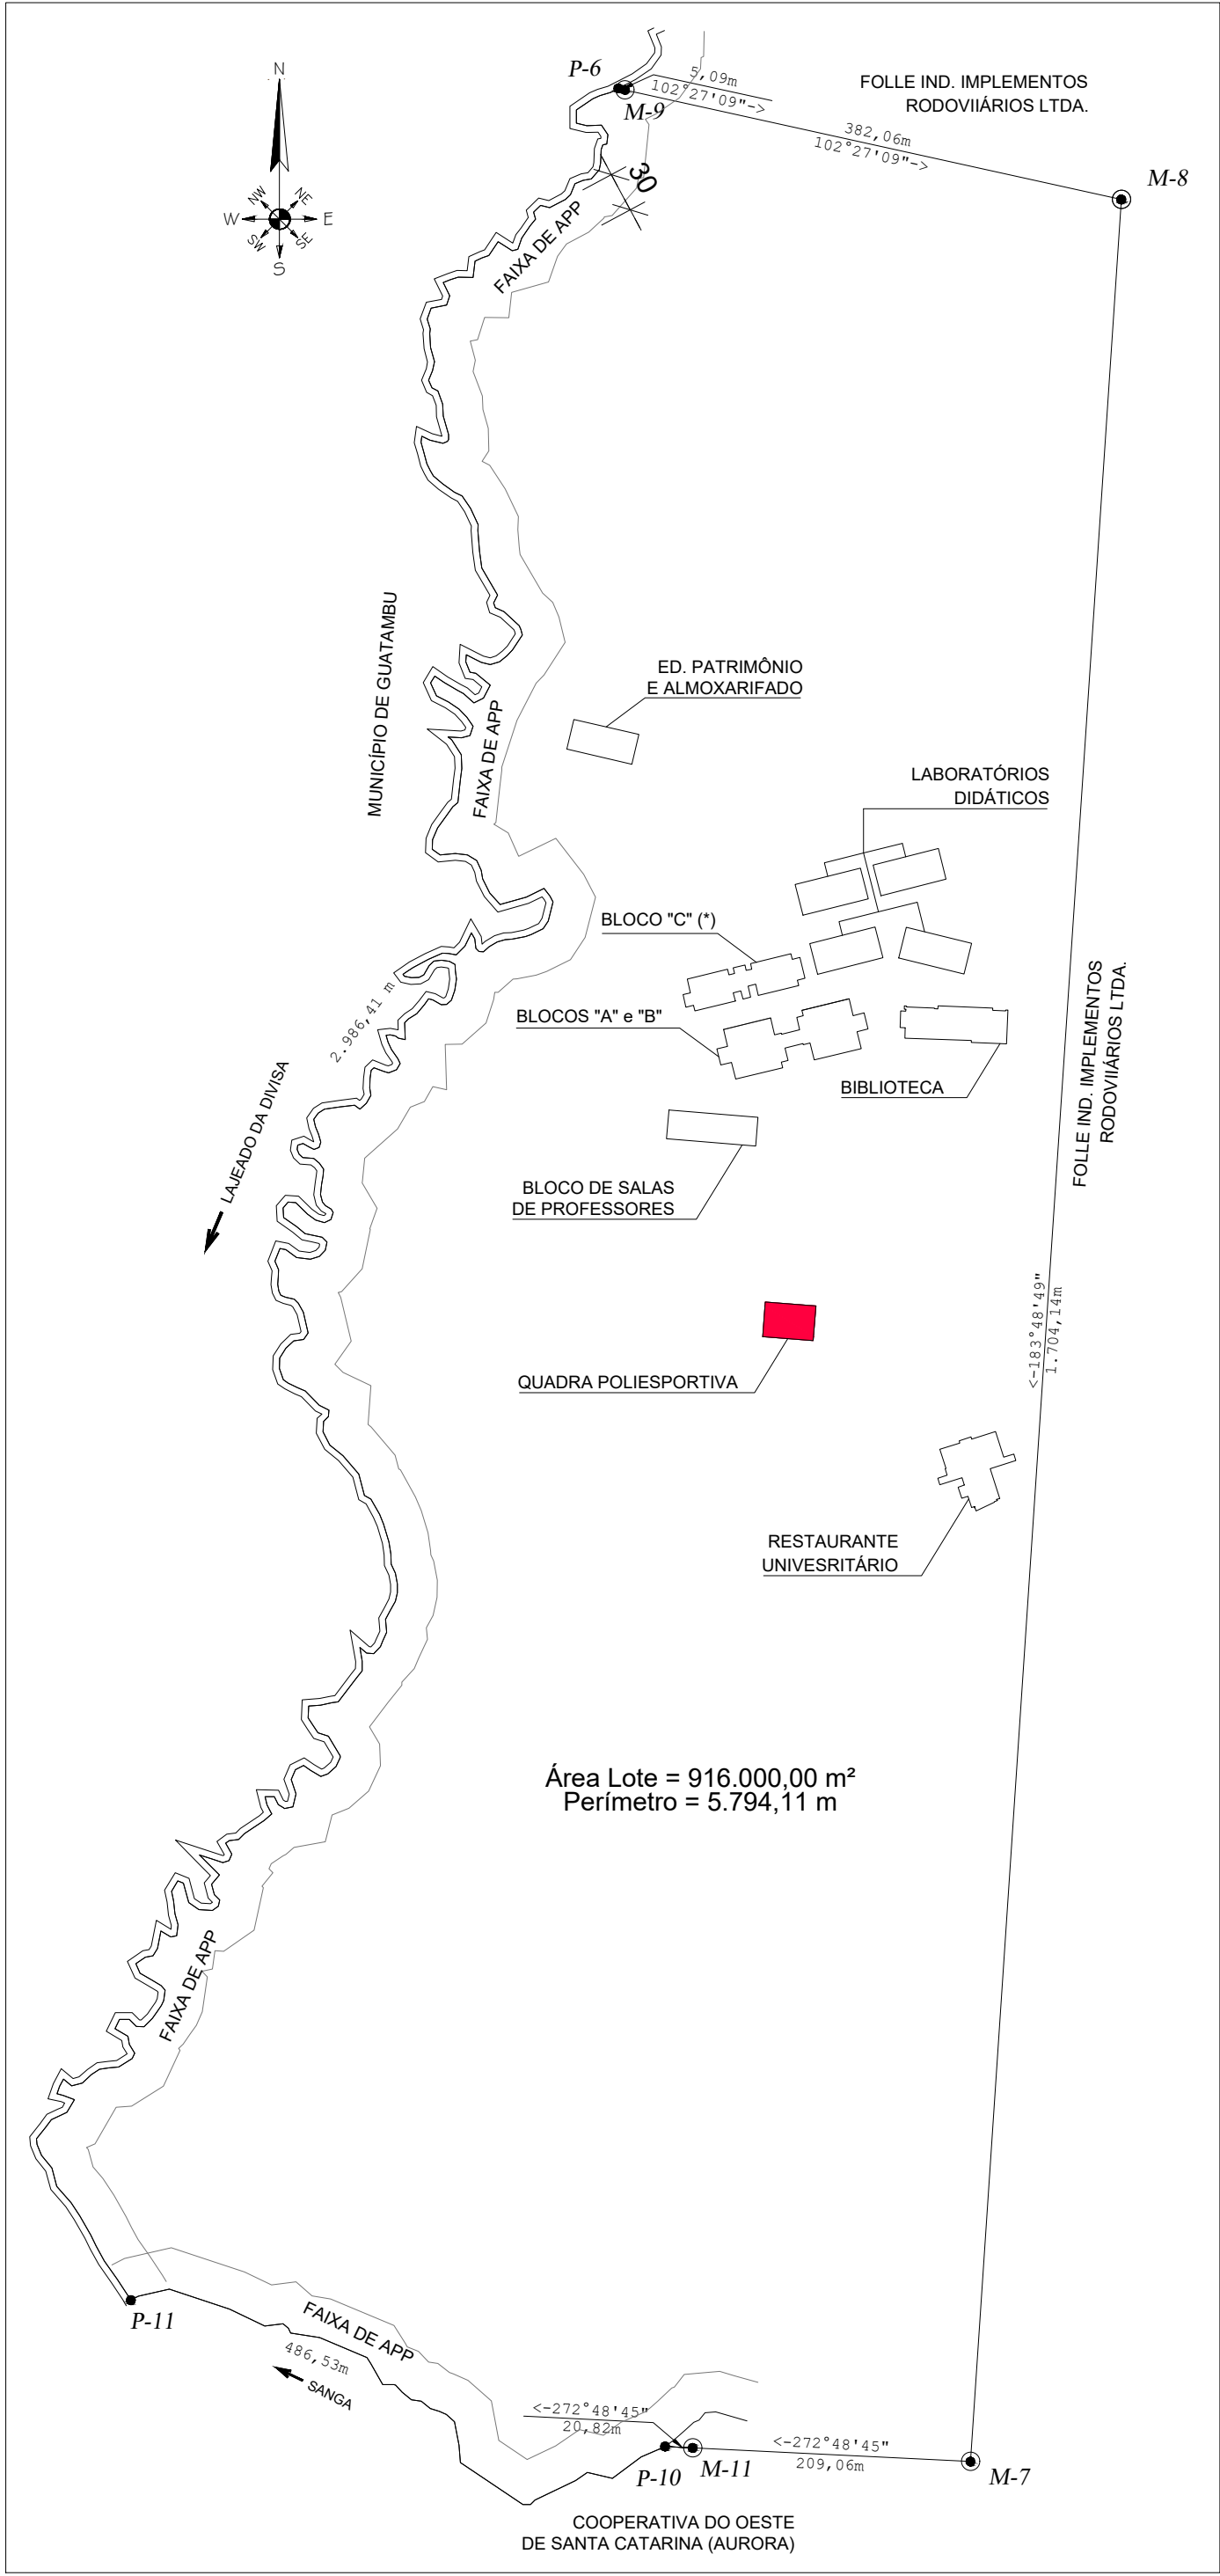 P-6
5,09m
102°27'09"->
M-9
FOLLE IND. IMPLEMENTOS
RODOVIIÁRIOS LTDA.
382,06m
102°27'09"->
M-8
N
NW
NE
W
E
SW
SE
S
30
FAIXA DE APP
MUNICÍPIO DE GUATAMBU
FAIXA DE APP
ED. PATRIMÔNIO
E ALMOXARIFADO
LABORATÓRIOS
DIDÁTICOS
BLOCO "C" (*)
BLOCOS "A" e "B"
BIBLIOTECA
FOLLE IND. IMPLEMENTOS
RODOVIIÁRIOS LTDA.
2.986,41 m
LAJEADO DA DIVISA
BLOCO DE SALAS
DE PROFESSORES
<-183°48'49"
1.704,14m
QUADRA POLIESPORTIVA
RESTAURANTE
UNIVESRITÁRIO
Área Lote = 916.000,00 m²
Perímetro = 5.794,11 m
FAIXA DE APP
P-11
FAIXA DE APP
486,53m
SANGA
<-272°48'45"
20,82m
P-10
M-11
<-272°48'45"
209,06m
M-7
COOPERATIVA DO OESTE
DE SANTA CATARINA (AURORA)